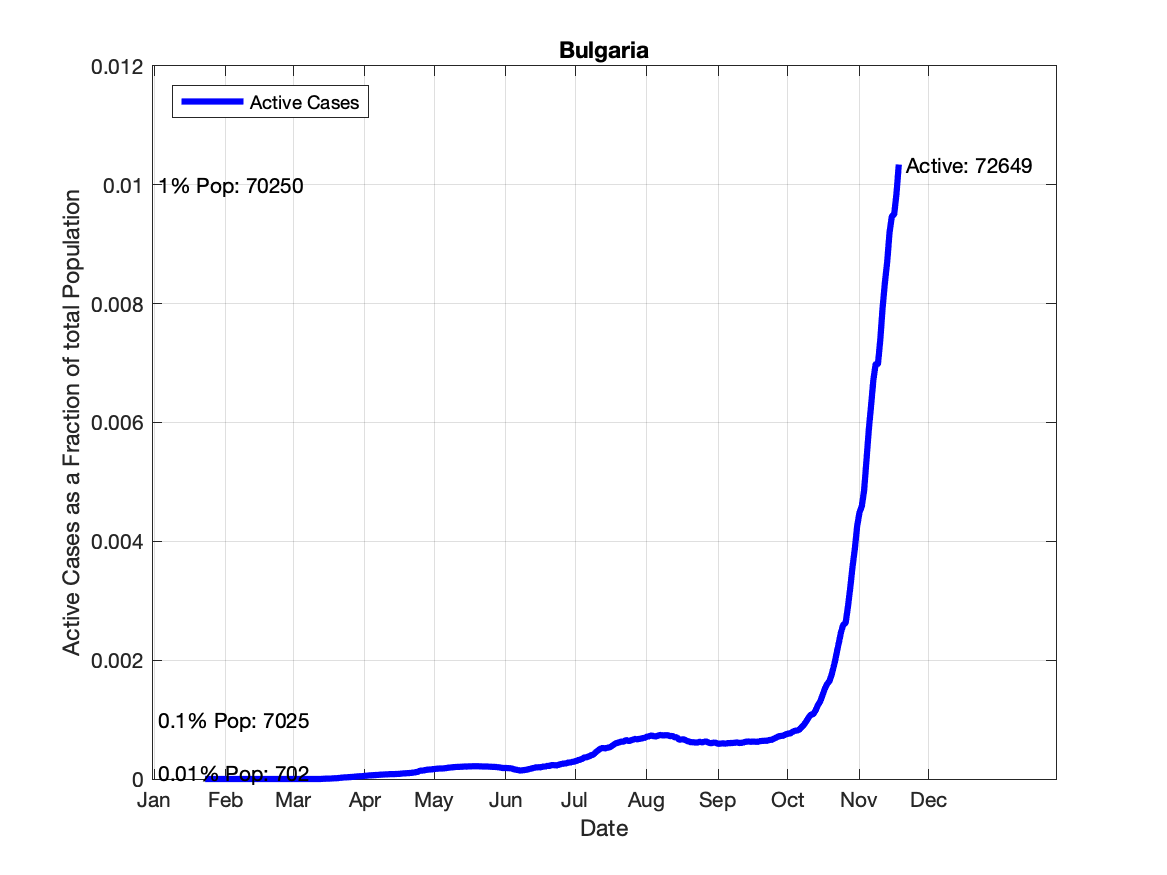 Bulgaria
0.012
Active Cases
Active: 72649
0.01
1% Pop: 70250
0.008
0.006
0.004
0.002
0.1% Pop: 7025
0.01% Pop: 702
0
Jan Feb Mar Apr May Jun Jul Aug Sep Oct Nov Dec
Date
Active Cases as a Fraction of total Population